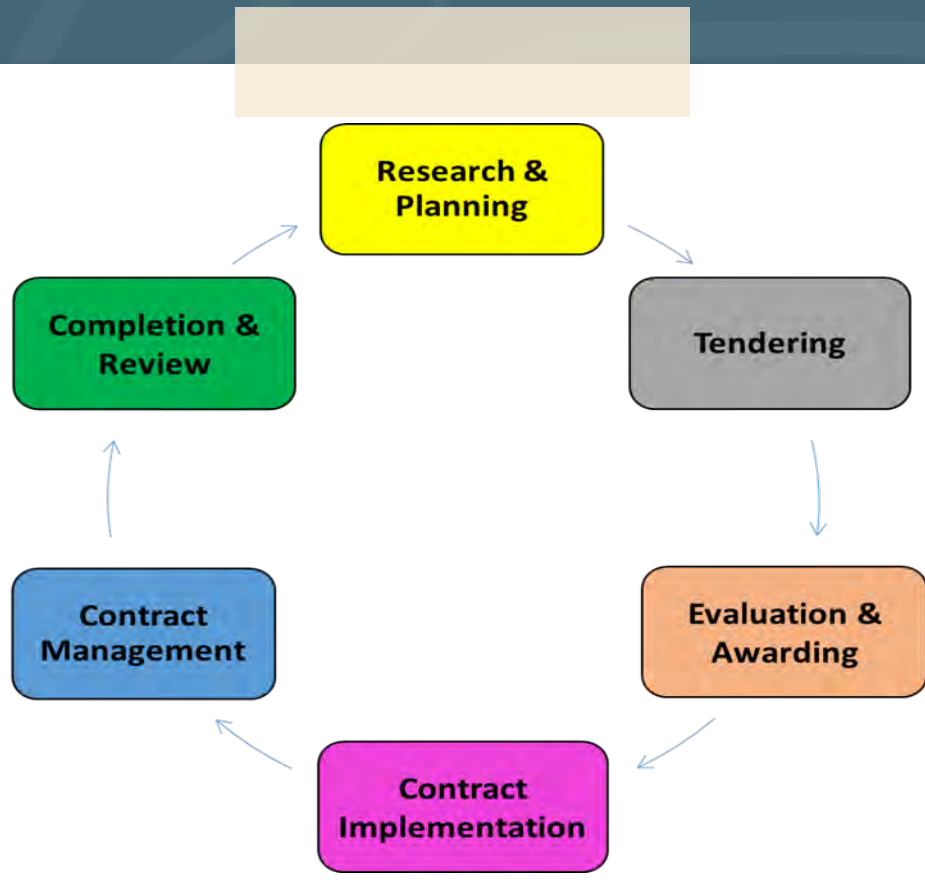 Research &
Planning
Tendering
Evaluation &
Awarding
Contract
Implementation
Contract
Management
Completion &
Review